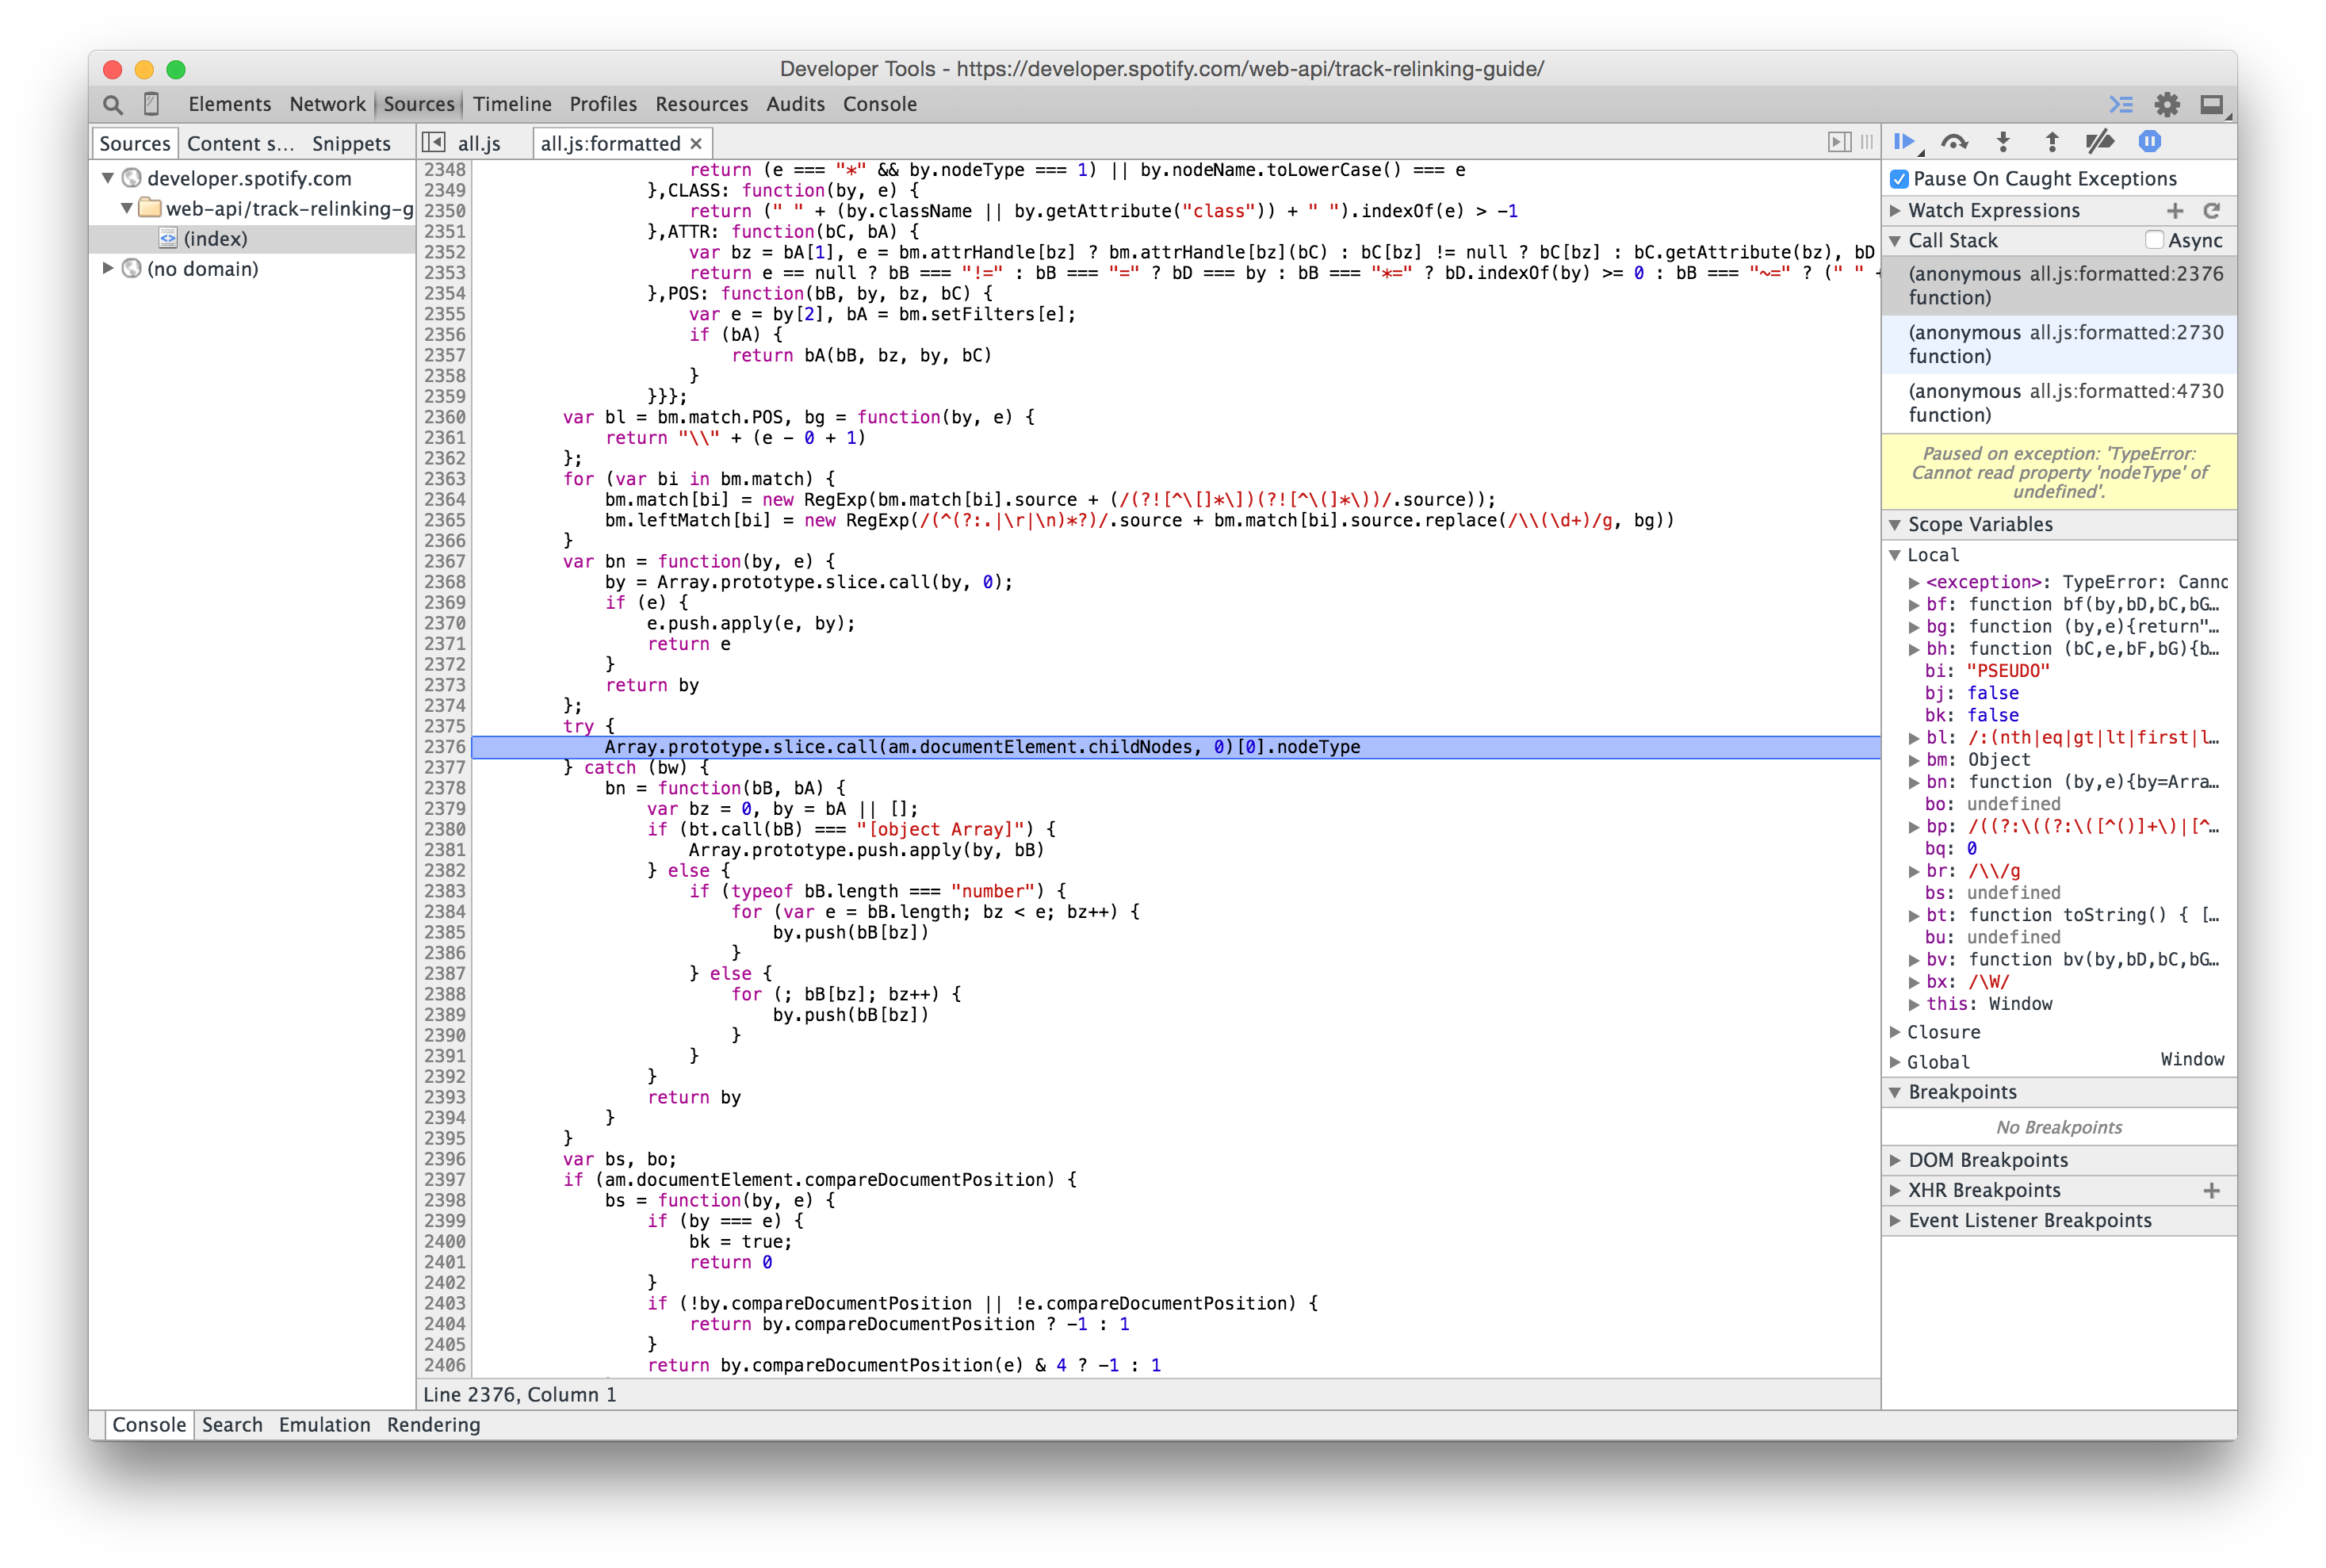 Developer Tools - https://developer.spotify.com/web-api/track-relinking-guide/
Elements Network Sources Timeline Profiles Resources Audits Console
Sources Content s... Snippets
developer.spotify.com
web-api/track-relinking-g
(index)
(no domain)
all.js all.js:formatted ×
2348 return (e === "*" && by.nodeType === 1) || by.nodeName.toLowerCase() === e
2349 },CLASS: function(by, e) {
2350 return (" " + (by.className || by.getAttribute("class")) + " ").indexOf(e) > -1
2351 },ATTR: function(bC, bA) {
2352 var bz = bA[1], e = bm.attrHandle[bz] ? bm.attrHandle[bz](bC) : bC[bz] != null ? bC[bz] : bC.getAttribute(bz), bD
2353 return e == null ? bB === "!=" : bB === "=" ? bD === by : bB === "*=" ? bD.indexOf(by) >= 0 : bB === "~=" ? (" " +
2354 },POS: function(bB, by, bz, bC) {
2355 var e = by[2], bA = bm.setFilters[e];
2356 if (bA) {
2357 return bA(bB, bz, by, bC)
2358 }
2359 }}};
2360 var bl = bm.match.POS, bg = function(by, e) {
2361 return "\\" + (e - 0 + 1)
2362 };
2363 for (var bi in bm.match) {
2364 bm.match[bi] = new RegExp(bm.match[bi].source + (/(?![^\[]*\])(?![^\(]*\))/.source));
2365 bm.leftMatch[bi] = new RegExp(/(^(?:.|\r|\n)*?)/.source + bm.match[bi].source.replace(/\\(\d+)/g, bg))
2366 }
2367 var bn = function(by, e) {
2368 by = Array.prototype.slice.call(by, 0);
2369 if (e) {
2370 e.push.apply(e, by);
2371 return e
2372 }
2373 return by
2374 };
2375 try {
2376 Array.prototype.slice.call(am.documentElement.childNodes, 0)[0].nodeType
2377 } catch (bw) {
2378 bn = function(bB, bA) {
2379 var bz = 0, by = bA || [];
2380 if (bt.call(bB) === "[object Array]") {
2381 Array.prototype.push.apply(by, bB)
2382 } else {
2383 if (typeof bB.length === "number") {
2384 for (var e = bB.length; bz < e; bz++) {
2385 by.push(bB[bz])
2386 }
2387 } else {
2388 for (; bB[bz]; bz++) {
2389 by.push(bB[bz])
2390 }
2391 }
2392 }
2393 return by
2394 }
2395 }
2396 var bs, bo;
2397 if (am.documentElement.compareDocumentPosition) {
2398 bs = function(by, e) {
2399 if (by === e) {
2400 bk = true;
2401 return 0
2402 }
2403 if (!by.compareDocumentPosition || !e.compareDocumentPosition) {
2404 return by.compareDocumentPosition ? -1 : 1
2405 }
2406 return by.compareDocumentPosition(e) & 4 ? -1 : 1
Line 2376, Column 1
Pause On Caught Exceptions
Watch Expressions
Call Stack Async
(anonymous all.js:formatted:2376
function)
(anonymous all.js:formatted:2730
function)
(anonymous all.js:formatted:4730
function)
Paused on exception: 'TypeError:
Cannot read property 'nodeType' of
undefined'.
Scope Variables
Local
<exception>: TypeError: Canno
bf: function bf(by,bD,bC,bG…
bg: function (by,e){return"…
bh: function (bC,e,bF,bG){b…
bi: "PSEUDO"
bj: false
bk: false
bl: /:(nth|eq|gt|lt|first|l…
bm: Object
bn: function (by,e){by=Arra…
bo: undefined
bp: /((?:\((?:\([^()]+\)|[^…
bq: 0
br: /\\/g
bs: undefined
bt: function toString() { […
bu: undefined
bv: function bv(by,bD,bC,bG…
bx: /\W/
this: Window
Closure
Global Window
Breakpoints
No Breakpoints
DOM Breakpoints
XHR Breakpoints
Event Listener Breakpoints
Console Search Emulation Rendering